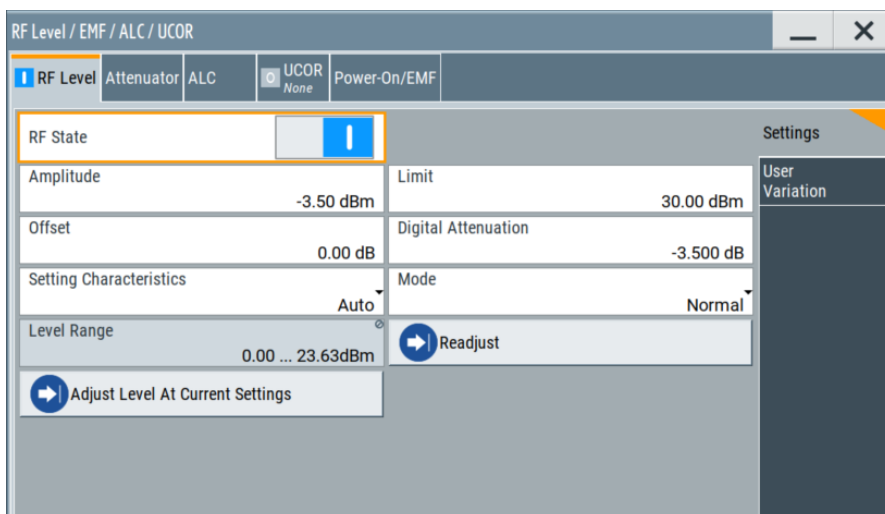 RF Level / EMF / ALC / UCOR
RF Level
Attenuator
ALC
UCOR
None
Power-On/EMF
RF State
Settings
Amplitude
-3.50 dBm
Limit
30.00 dBm
User
Variation
Offset
0.00 dB
Digital Attenuation
-3.500 dB
Setting Characteristics
Auto
Mode
Normal
Level Range
0.00 ... 23.63dBm
Readjust
Adjust Level At Current Settings